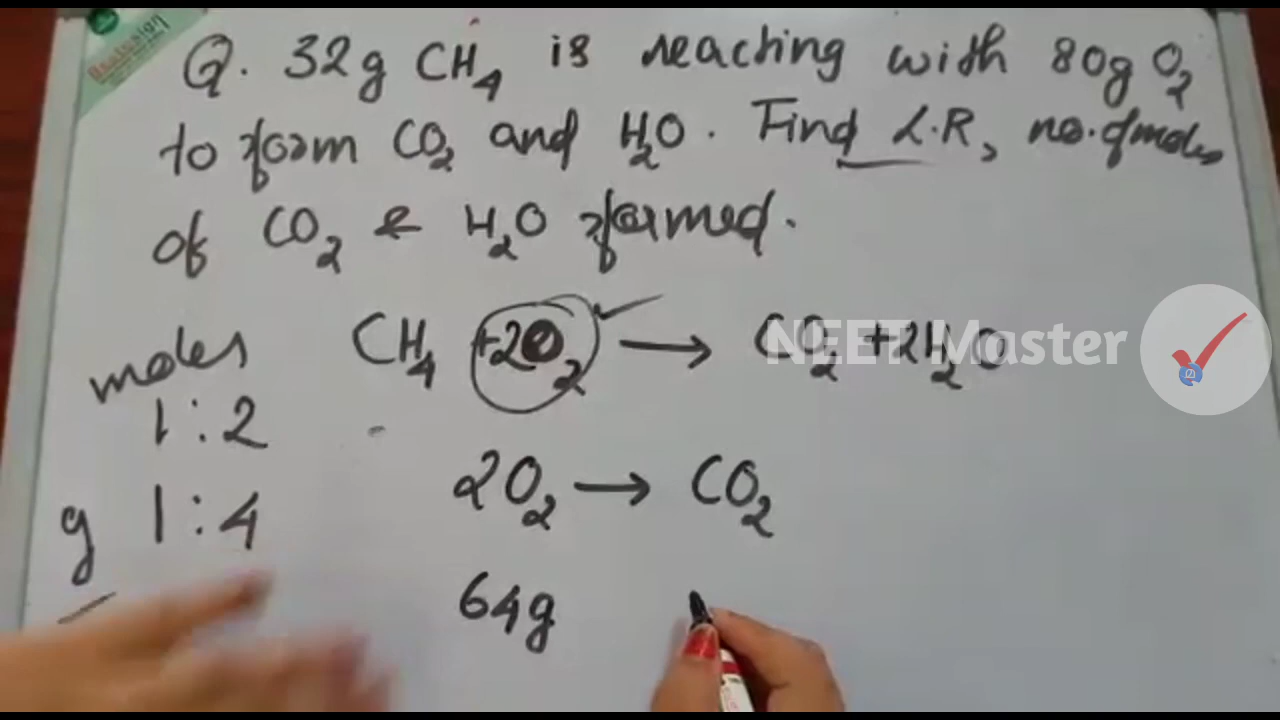 Q. 32g CH4 is reacting with 80g O2
to form CO2 and H2O. Find L.R, no. of moles
of CO2 & H2O formed.
moles CH4 +2O2 → CO2 +2H2O
NEET Master
1:2
2O2 → CO2
g 1:4
64g